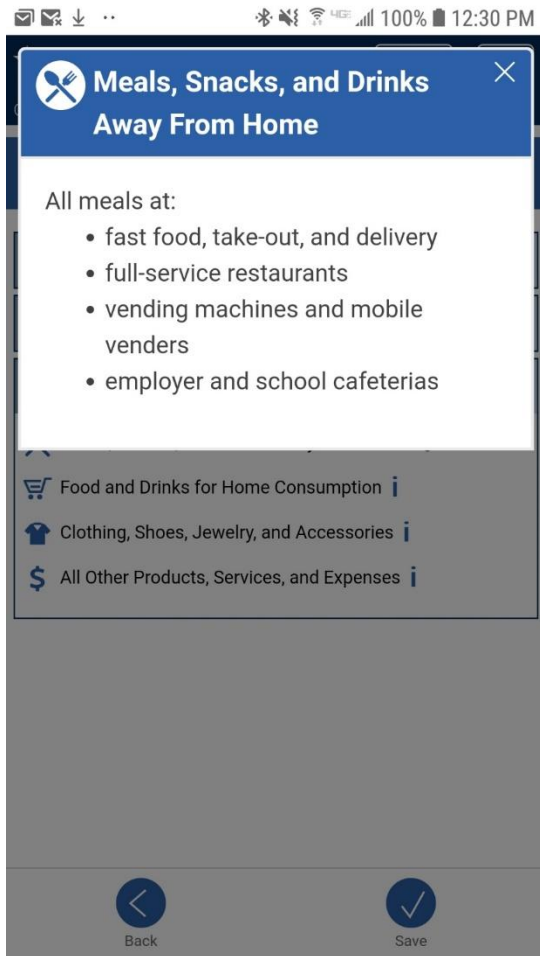 100% 12:30 PM
Meals, Snacks, and Drinks
Away From Home
All meals at:
• fast food, take-out, and delivery
• full-service restaurants
• vending machines and mobile
venders
• employer and school cafeterias
Food and Drinks for Home Consumption i
Clothing, Shoes, Jewelry, and Accessories i
$ All Other Products, Services, and Expenses i
Back Save